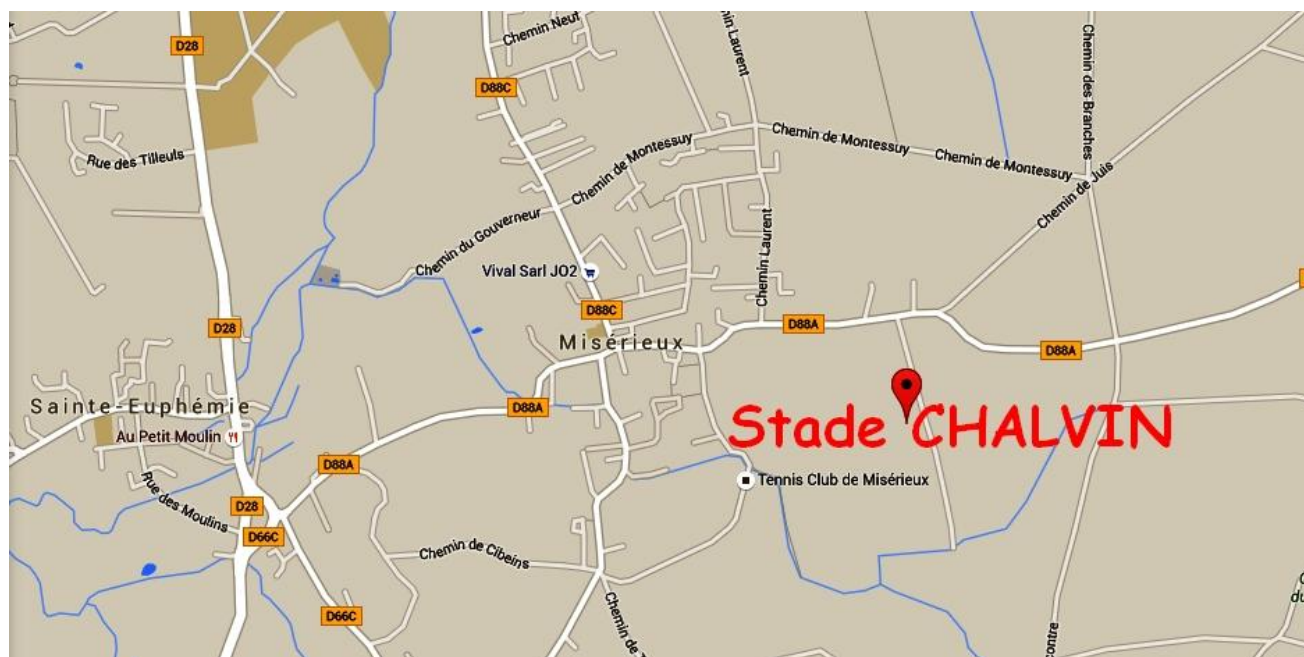 Chemin Neuf
D28
Chemin Laurent
Chemin des Branches
D88C
Chemin de Montessuy
Chemin de Montessuy
Chemin de Montessuy
Rue des Tilleuls
Chemin de Juis
Chemin du Gouverneur
Chemin Laurent
Vival Sarl JO2
D88C
D28
D88A
Misérieux
D88A
Sainte-Euphémie
D88A
Stade CHALVIN
Au Petit Moulin
D88A
Tennis Club de Misérieux
Rue des Moulins
D28
D66C
Chemin de Cibeins
D66C
Chemin de